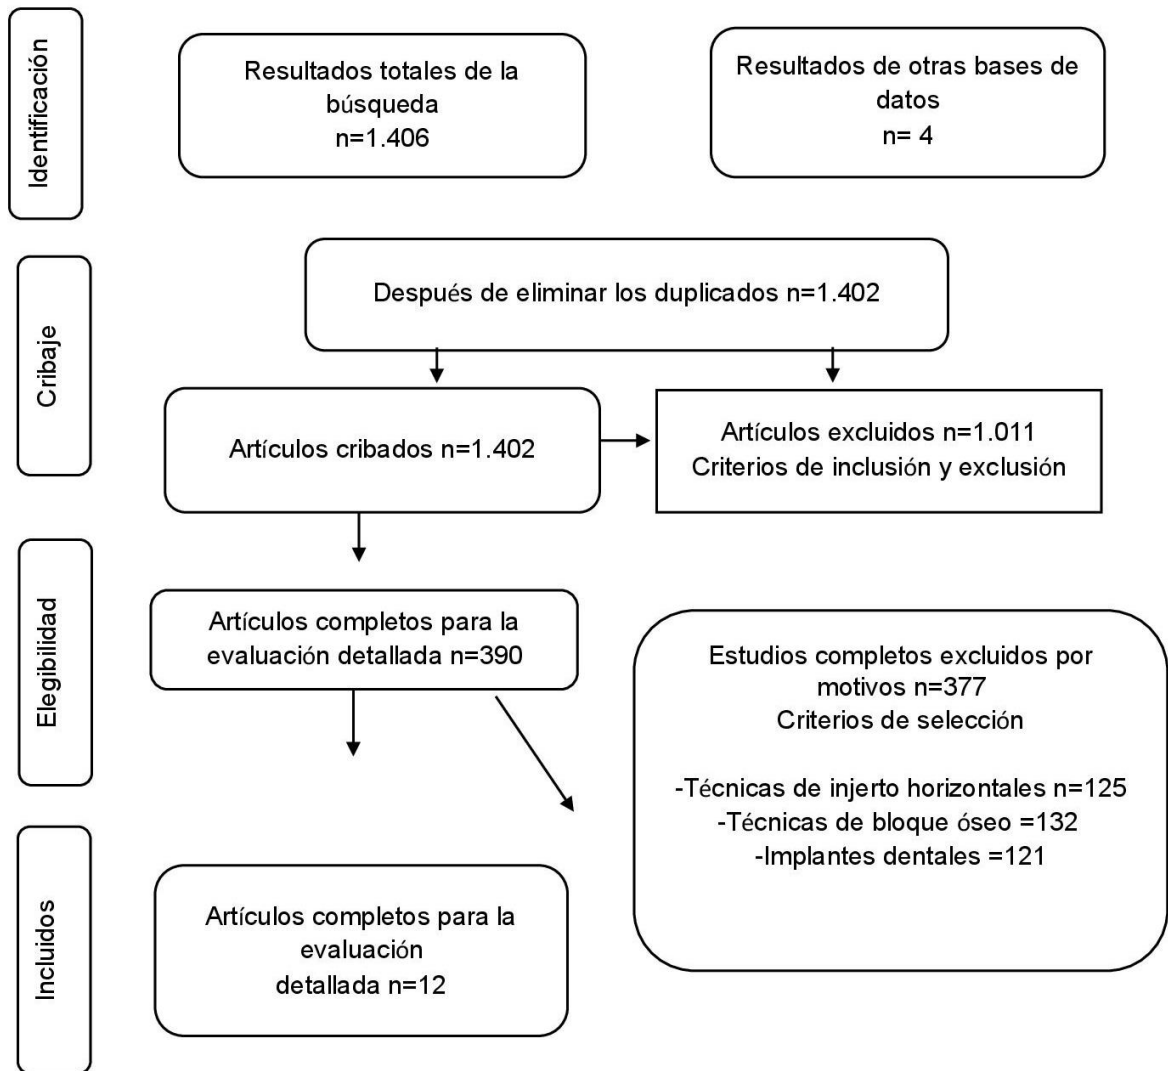 Identificación
Resultados totales de la
búsqueda
n=1.406
Resultados de otras bases de
datos
n= 4
Cribaje
Después de eliminar los duplicados n=1.402
Artículos cribados n=1.402
Artículos excluidos n=1.011
Criterios de inclusión y exclusión
Elegibilidad
Artículos completos para la
evaluación detallada n=390
Estudios completos excluidos por
motivos n=377
Criterios de selección
-Técnicas de injerto horizontales n=125
-Técnicas de bloque óseo =132
-Implantes dentales =121
Incluidos
Artículos completos para la
evaluación
detallada n=12